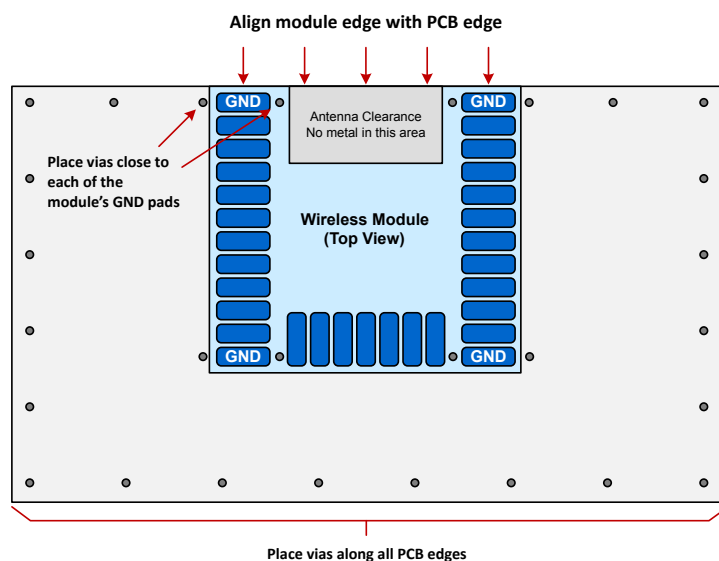 Align module edge with PCB edge
GND
GND
Antenna Clearance
No metal in this area
Place vias close to
each of the
module's GND pads
Wireless Module
(Top View)
GND
GND
Place vias along all PCB edges